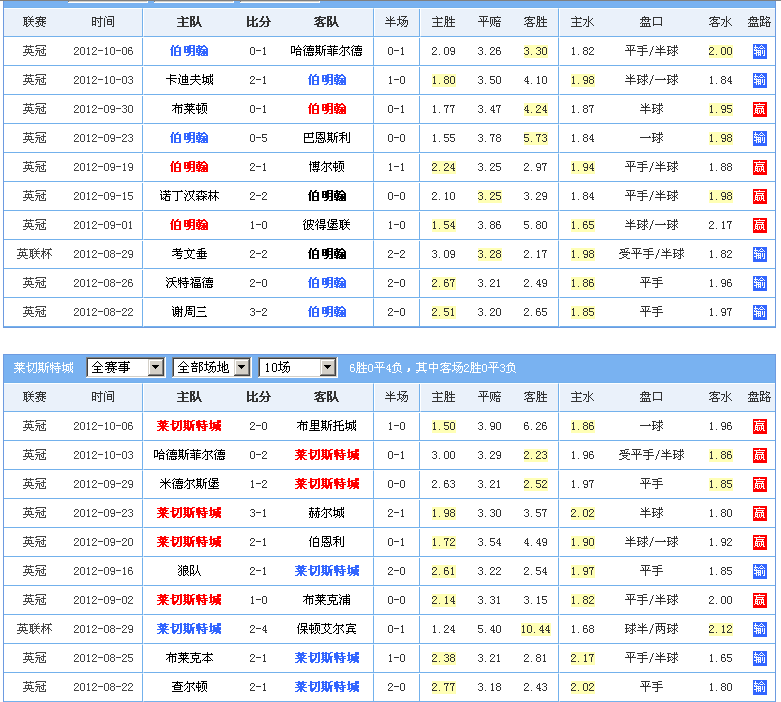 联赛 时间 主队 比分 客队 半场 主胜 平赔 客胜 主水 盘口 客水 盘路
英冠 2012-10-06 伯明翰 0-1 哈德斯菲尔德 0-1 2.09 3.26 3.30 1.82 平手/半球 2.00 输
英冠 2012-10-03 卡迪夫城 2-1 伯明翰 1-0 1.80 3.50 4.10 1.98 半球/一球 1.84 输
英冠 2012-09-30 布莱顿 0-1 伯明翰 0-1 1.77 3.47 4.24 1.87 半球 1.95 赢
英冠 2012-09-23 伯明翰 0-5 巴恩斯利 0-0 1.55 3.78 5.73 1.84 一球 1.98 输
英冠 2012-09-19 伯明翰 2-1 博尔顿 1-1 2.24 3.25 2.97 1.94 平手/半球 1.88 赢
英冠 2012-09-15 诺丁汉森林 2-2 伯明翰 0-0 2.10 3.25 3.29 1.84 平手/半球 1.98 赢
英冠 2012-09-01 伯明翰 1-0 彼得堡联 1-0 1.54 3.86 5.80 1.65 半球/一球 2.17 赢
英联杯 2012-08-29 考文垂 2-2 伯明翰 2-2 3.09 3.28 2.17 1.98 受平手/半球 1.82 输
英冠 2012-08-26 沃特福德 2-0 伯明翰 2-0 2.67 3.21 2.49 1.86 平手 1.96 输
英冠 2012-08-22 谢周三 3-2 伯明翰 2-0 2.51 3.20 2.65 1.85 平手 1.97 输
莱切斯特城 全赛事 全部场地 10场 6胜0平4负，其中客场2胜0平3负
联赛 时间 主队 比分 客队 半场 主胜 平赔 客胜 主水 盘口 客水 盘路
英冠 2012-10-06 莱切斯特城 2-0 布里斯托城 1-0 1.50 3.90 6.26 1.86 一球 1.96 赢
英冠 2012-10-03 哈德斯菲尔德 0-2 莱切斯特城 0-1 3.00 3.29 2.23 1.96 受平手/半球 1.86 赢
英冠 2012-09-29 米德尔斯堡 1-2 莱切斯特城 0-0 2.63 3.21 2.52 1.97 平手 1.85 赢
英冠 2012-09-23 莱切斯特城 3-1 赫尔城 2-1 1.98 3.30 3.57 2.02 半球 1.80 赢
英冠 2012-09-20 莱切斯特城 2-1 伯恩利 0-1 1.72 3.54 4.49 1.90 半球/一球 1.92 赢
英冠 2012-09-16 狼队 2-1 莱切斯特城 2-0 2.61 3.22 2.54 1.97 平手 1.85 输
英冠 2012-09-02 莱切斯特城 1-0 布莱克浦 0-0 2.14 3.31 3.15 1.82 平手/半球 2.00 赢
英联杯 2012-08-29 莱切斯特城 2-4 保顿艾尔宾 0-1 1.24 5.40 10.44 1.68 球半/两球 2.12 输
英冠 2012-08-25 布莱克本 2-1 莱切斯特城 1-0 2.38 3.21 2.81 2.17 平手/半球 1.65 输
英冠 2012-08-22 查尔顿 2-1 莱切斯特城 2-0 2.77 3.18 2.43 2.02 平手 1.80 输